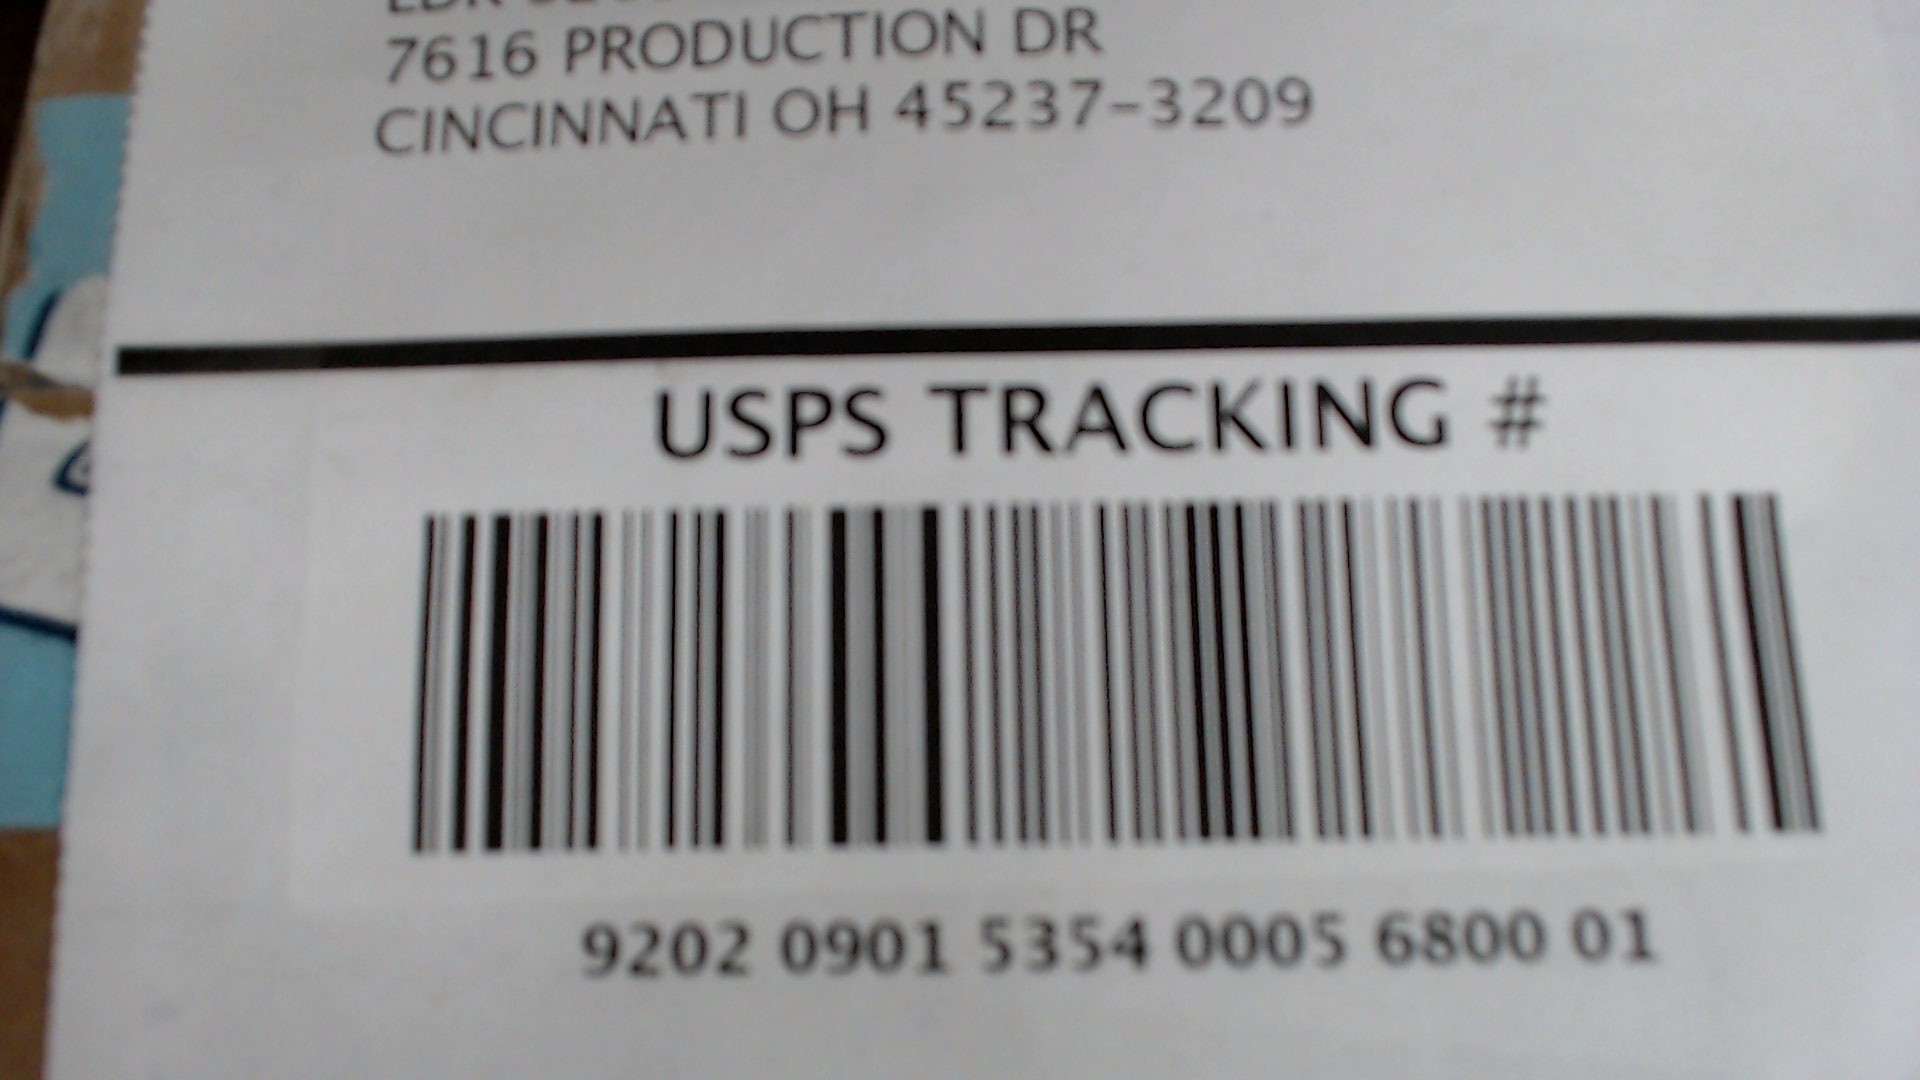 7616 PRODUCTION DR
CINCINNATI OH 45237-3209
USPS TRACKING #
9202 0901 5354 0005 6800 01